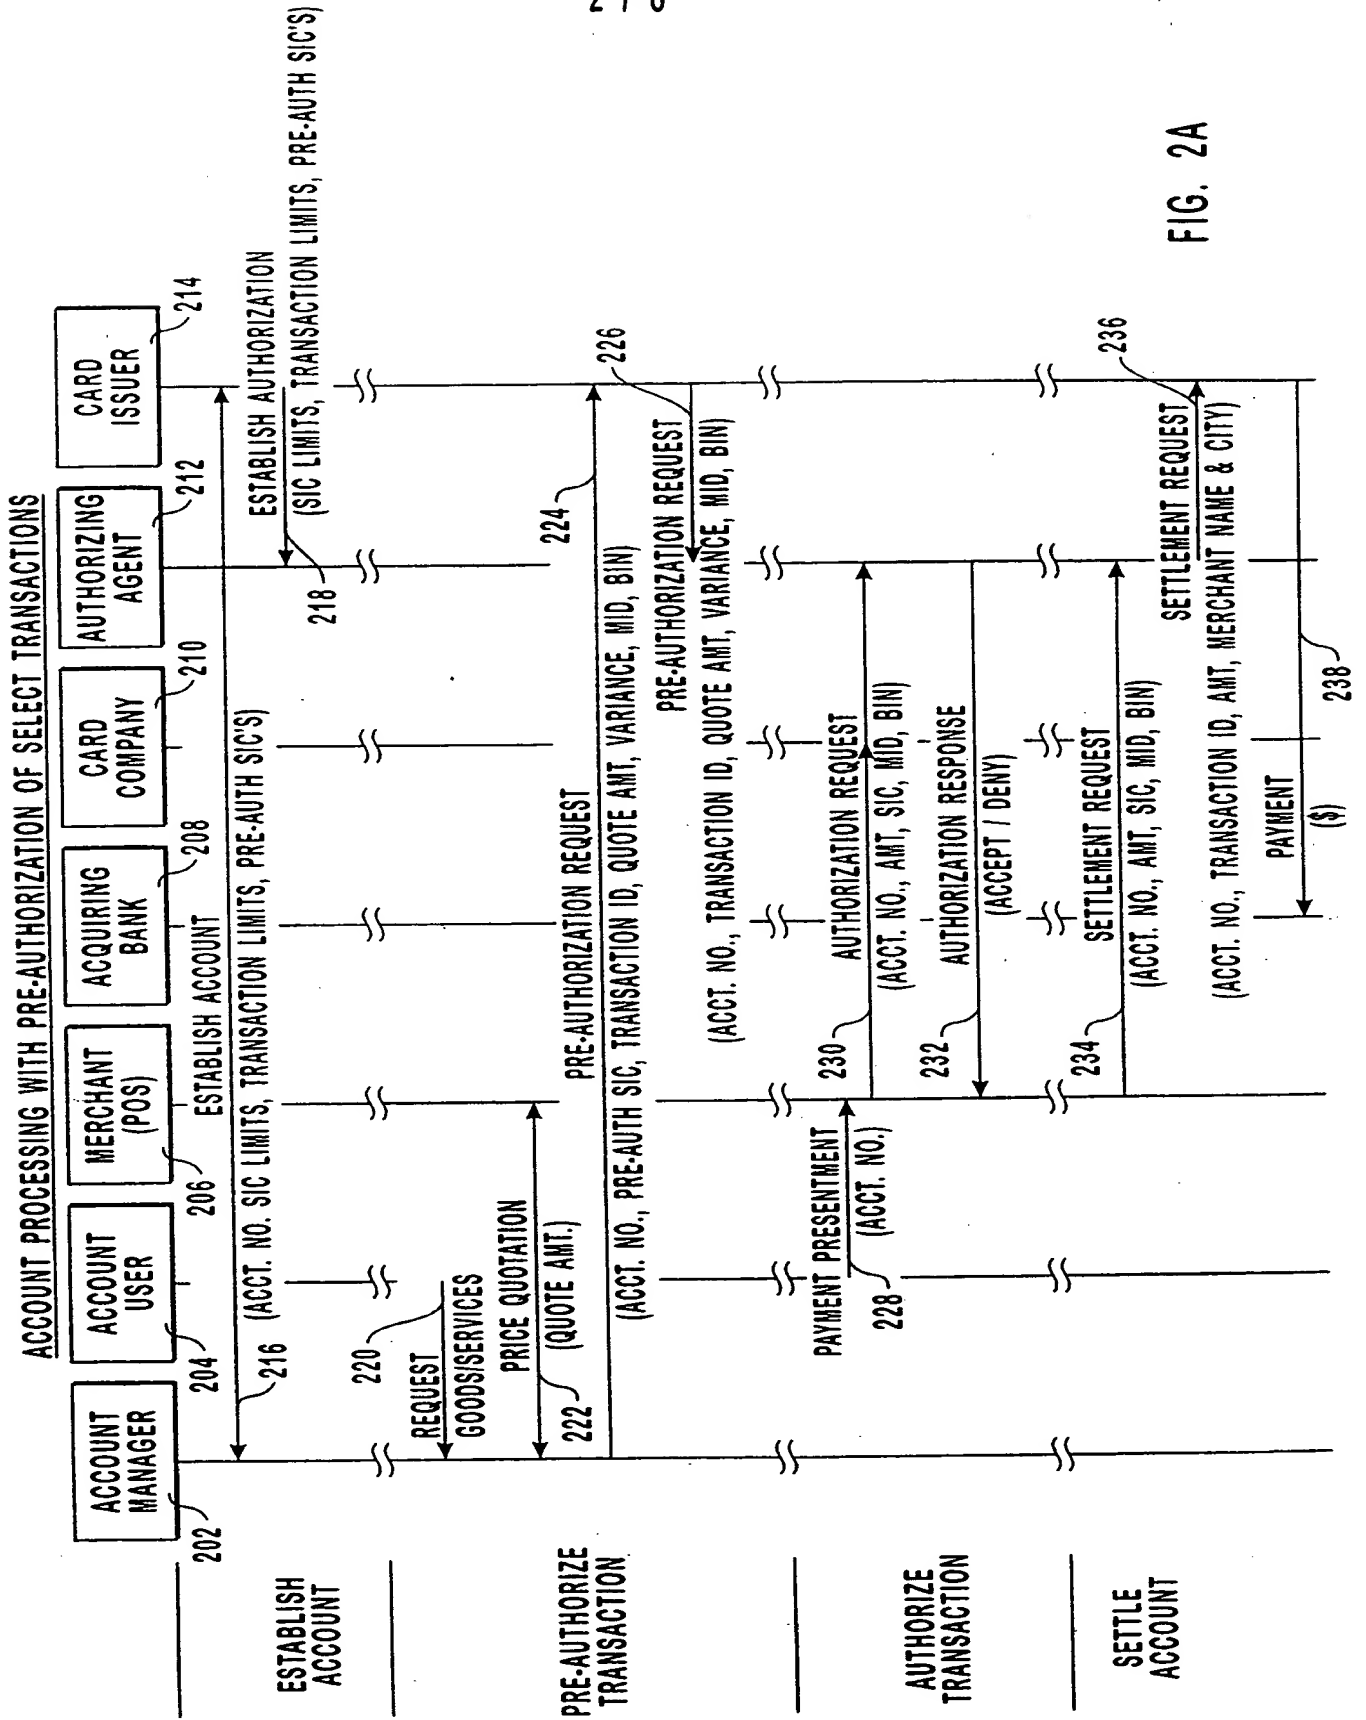 2 / 8
ACCOUNT PROCESSING WITH PRE-AUTHORIZATION OF SELECT TRANSACTIONS
ACCOUNT
MANAGER
202
ACCOUNT
USER
204
MERCHANT
(POS)
206
ACQUIRING
BANK
208
CARD
COMPANY
210
AUTHORIZING
AGENT
212
CARD
ISSUER
214
ESTABLISH
ACCOUNT
ESTABLISH ACCOUNT
216
(ACCT. NO. SIC LIMITS, TRANSACTION LIMITS, PRE-AUTH SIC'S)
ESTABLISH AUTHORIZATION
(SIC LIMITS, TRANSACTION LIMITS, PRE-AUTH SIC'S)
218
PRE-AUTHORIZE
TRANSACTION
220
REQUEST
GOODS/SERVICES
PRICE QUOTATION
(QUOTE AMT.)
222
PRE-AUTHORIZATION REQUEST
224
(ACCT. NO., PRE-AUTH SIC, TRANSACTION ID, QUOTE AMT, VARIANCE, MID, BIN)
226
PRE-AUTHORIZATION REQUEST
(ACCT. NO., TRANSACTION ID, QUOTE AMT, VARIANCE, MID, BIN)
AUTHORIZE
TRANSACTION
PAYMENT PRESENTMENT
(ACCT. NO.)
228
230
AUTHORIZATION REQUEST
(ACCT. NO., AMT, SIC, MID, BIN)
232
AUTHORIZATION RESPONSE
(ACCEPT / DENY)
SETTLE
ACCOUNT
234
SETTLEMENT REQUEST
(ACCT. NO., AMT, SIC, MID, BIN)
236
SETTLEMENT REQUEST
(ACCT. NO., TRANSACTION ID, AMT, MERCHANT NAME & CITY)
PAYMENT
($)
238
FIG. 2A